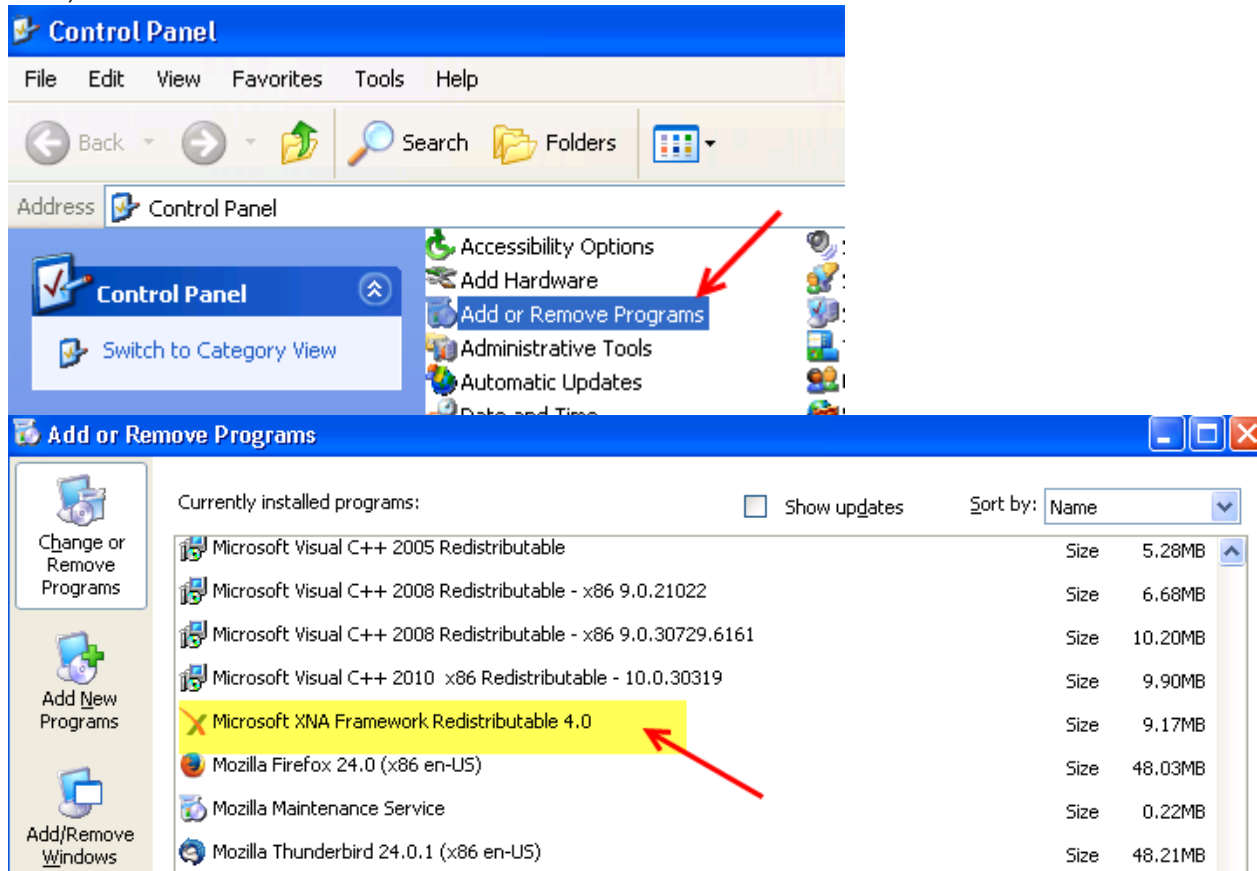 Control Panel
File Edit View Favorites Tools Help
Back Search Folders
Address Control Panel
Control Panel
Switch to Category View
Accessibility Options
Add Hardware
Add or Remove Programs
Administrative Tools
Automatic Updates
Date and Time
Add or Remove Programs
Change or
Remove
Programs
Add New
Programs
Add/Remove
Windows
Currently installed programs: Show updates Sort by: Name
Microsoft Visual C++ 2005 Redistributable Size 5.28MB
Microsoft Visual C++ 2008 Redistributable - x86 9.0.21022 Size 6.68MB
Microsoft Visual C++ 2008 Redistributable - x86 9.0.30729.6161 Size 10.20MB
Microsoft Visual C++ 2010 x86 Redistributable - 10.0.30319 Size 9.90MB
Microsoft XNA Framework Redistributable 4.0 Size 9.17MB
Mozilla Firefox 24.0 (x86 en-US) Size 48.03MB
Mozilla Maintenance Service Size 0.22MB
Mozilla Thunderbird 24.0.1 (x86 en-US) Size 48.21MB